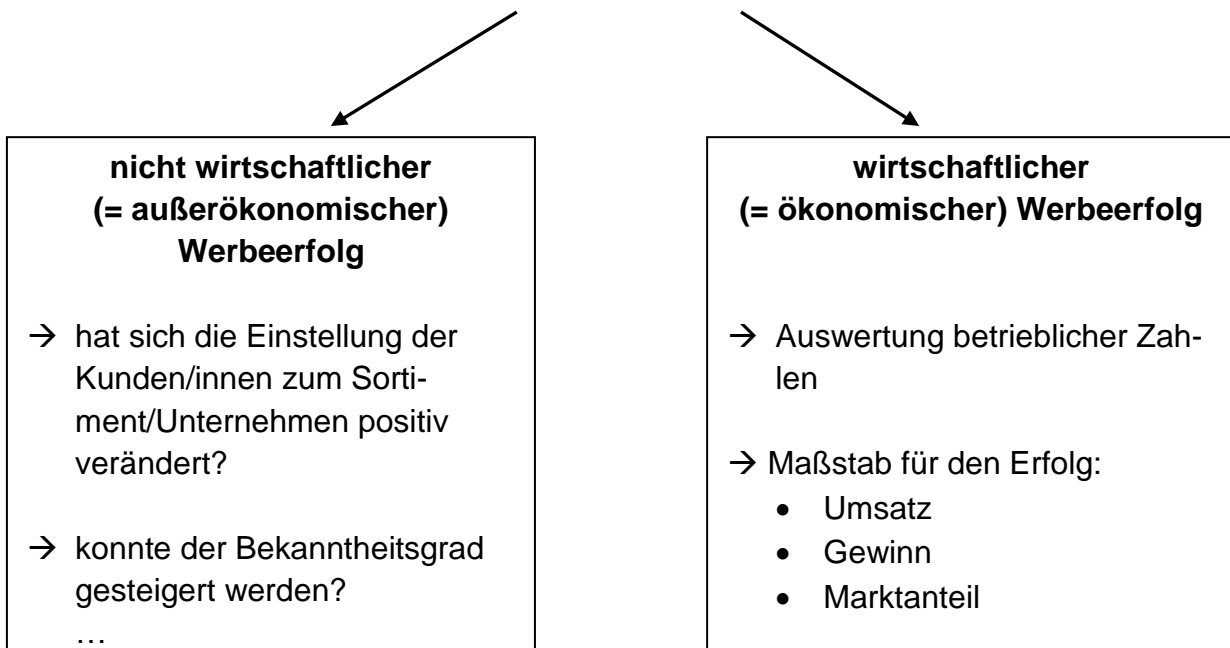 nicht wirtschaftlicher
(= außerökonomischer)
Werbeerfolg
→ hat sich die Einstellung der
Kunden/innen zum Sorti-
ment/Unternehmen positiv
verändert?
→ konnte der Bekanntheitsgrad
gesteigert werden?
…
wirtschaftlicher
(= ökonomischer) Werbeerfolg
→ Auswertung betrieblicher Zah-
len
→ Maßstab für den Erfolg:
• Umsatz
• Gewinn
• Marktanteil